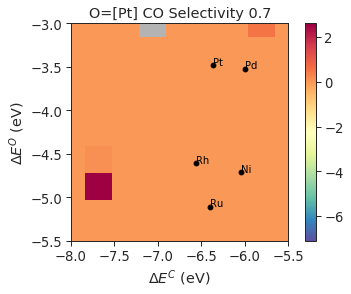 O=[Pt] CO Selectivity 0.7
−3.0
−3.5
−4.0
−4.5
−5.0
−5.5
ΔE^O (eV)
Pt
Pd
Rh
Ni
Ru
−8.0 −7.5 −7.0 −6.5 −6.0 −5.5
ΔE^C (eV)
2
0
−2
−4
−6